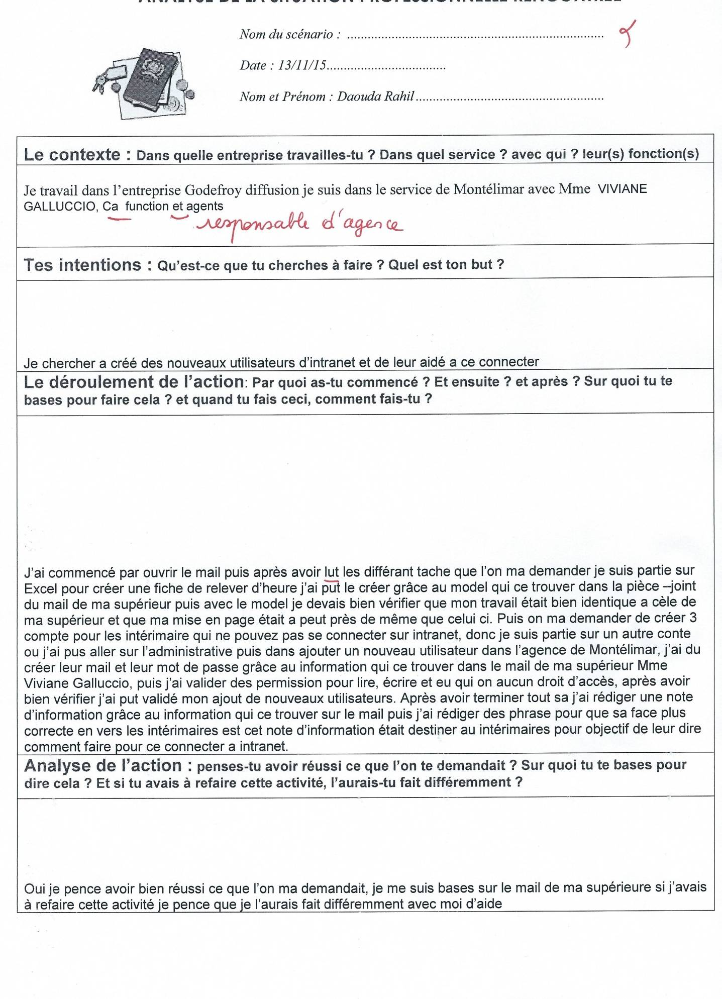 Nom du scénario : ........................................................................
Date : 13/11/15..................................
Nom et Prénom : Daouda Rahil......................................................
Le contexte : Dans quelle entreprise travailles-tu ? Dans quel service ? avec qui ? leur(s) fonction(s)
Je travail dans l'entreprise Godefroy diffusion je suis dans le service de Montélimar avec Mme VIVIANE
GALLUCCIO, Ca function et agents
responsable d'agence
Tes intentions : Qu'est-ce que tu cherches à faire ? Quel est ton but ?
Je chercher a créé des nouveaux utilisateurs d'intranet et de leur aidé a ce connecter
Le déroulement de l'action: Par quoi as-tu commencé ? Et ensuite ? et après ? Sur quoi tu te
bases pour faire cela ? et quand tu fais ceci, comment fais-tu ?
J'ai commencé par ouvrir le mail puis après avoir lut les différant tache que l'on ma demander je suis partie sur
Excel pour créer une fiche de relever d'heure j'ai put le créer grâce au model qui ce trouver dans la pièce –joint
du mail de ma supérieur puis avec le model je devais bien vérifier que mon travail était bien identique a cèle de
ma supérieur et que ma mise en page était a peut près de même que celui ci. Puis on ma demander de créer 3
compte pour les intérimaire qui ne pouvez pas se connecter sur intranet, donc je suis partie sur un autre conte
ou j'ai pus aller sur l'administrative puis dans ajouter un nouveau utilisateur dans l'agence de Montélimar, j'ai du
créer leur mail et leur mot de passe grâce au information qui ce trouver dans le mail de ma supérieur Mme
Viviane Galluccio, puis j'ai valider des permission pour lire, écrire et eu qui on aucun droit d'accès, après avoir
bien vérifier j'ai put validé mon ajout de nouveaux utilisateurs. Après avoir terminer tout sa j'ai rédiger une note
d'information grâce au information qui ce trouver sur le mail puis j'ai rédiger des phrase pour que sa face plus
correcte en vers les intérimaires est cet note d'information était destiner au intérimaires pour objectif de leur dire
comment faire pour ce connecter a intranet.
Analyse de l'action : penses-tu avoir réussi ce que l'on te demandait ? Sur quoi tu te bases pour
dire cela ? Et si tu avais à refaire cette activité, l'aurais-tu fait différemment ?
Oui je pence avoir bien réussi ce que l'on ma demandait, je me suis bases sur le mail de ma supérieure si j'avais
à refaire cette activité je pence que je l'aurais fait différemment avec moi d'aide